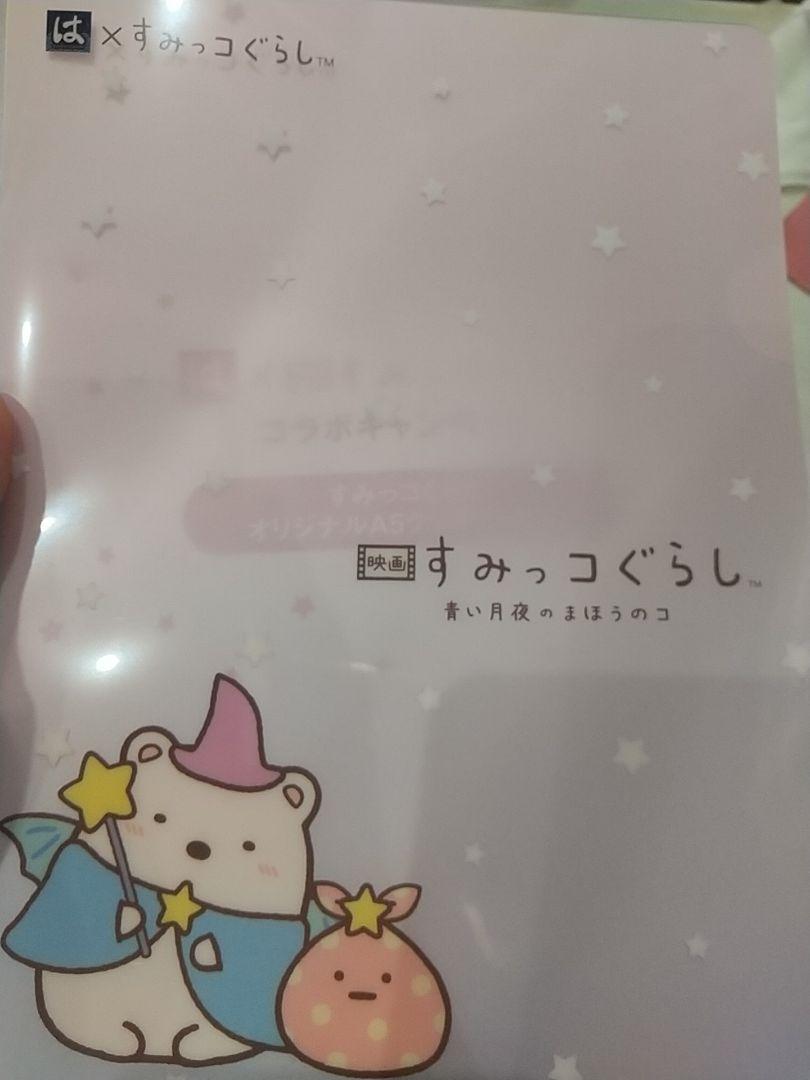 は×すみっコぐらし™
コラボキャン
すみっコ
オリジナルA5
映画 すみっコぐらし™
青い月夜のまほうのコ